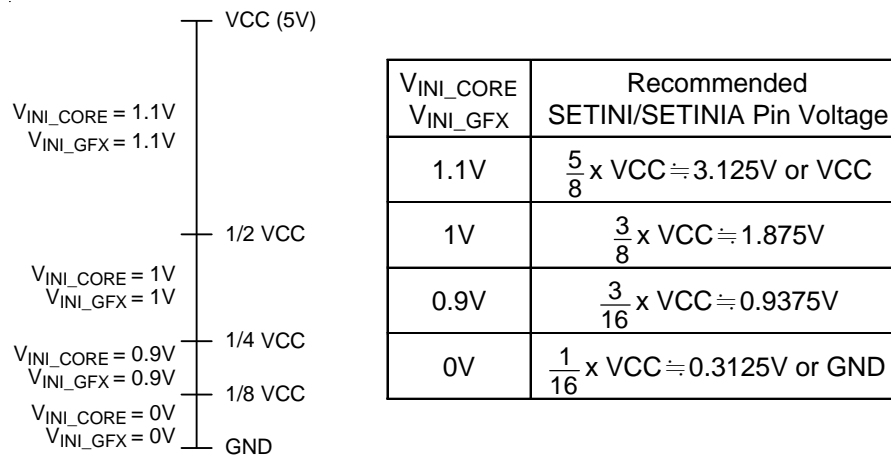 VCC (5V)
VINI_CORE = 1.1V
VINI_GFX = 1.1V
1/2 VCC
VINI_CORE = 1V
VINI_GFX = 1V
1/4 VCC
VINI_CORE = 0.9V
VINI_GFX = 0.9V
1/8 VCC
VINI_CORE = 0V
VINI_GFX = 0V
GND
VINI_CORE
VINI_GFX
Recommended
SETINI/SETINIA Pin Voltage
1.1V
5/8 x VCC≒3.125V or VCC
1V
3/8 x VCC≒1.875V
0.9V
3/16 x VCC≒0.9375V
0V
1/16 x VCC≒0.3125V or GND